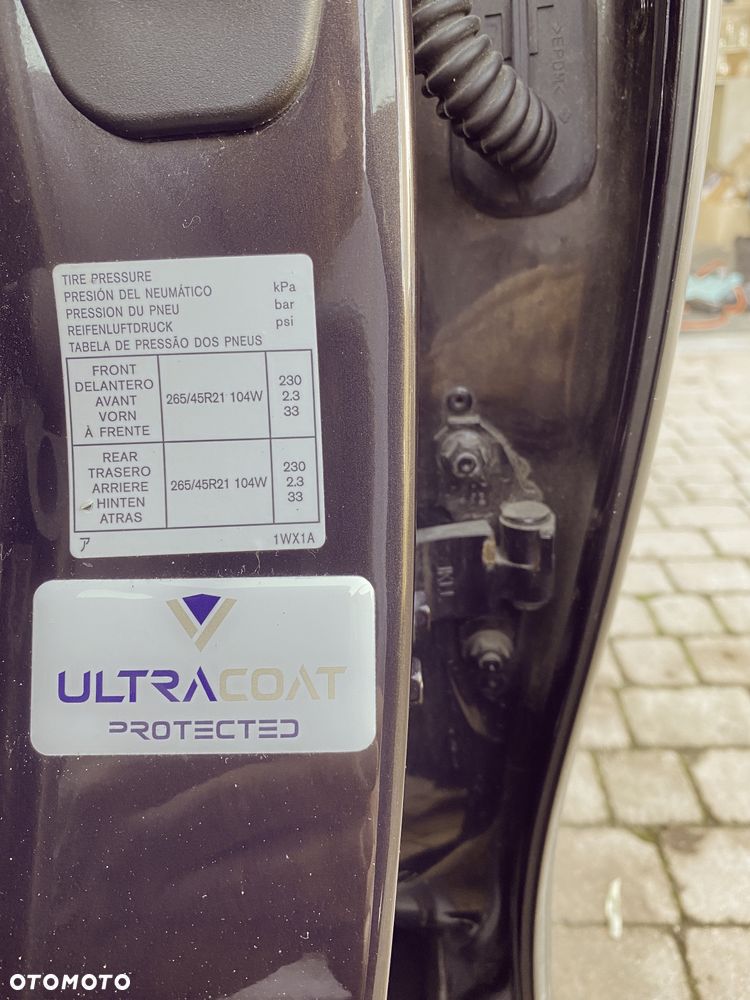 >EPDM<
TIRE PRESSURE
PRESIÓN DEL NEUMÁTICO kPa
PRESSION DU PNEU bar
REIFENLUFTDRUCK psi
TABELA DE PRESSÃO DOS PNEUS
FRONT
DELANTERO 230
AVANT 265/45R21 104W 2.3
VORN 33
À FRENTE
REAR
TRASERO 230
ARRIERE 265/45R21 104W 2.3
HINTEN 33
ATRAS
ア 1WX1A
ULTRACOAT
PROTECTED
OTOMOTO